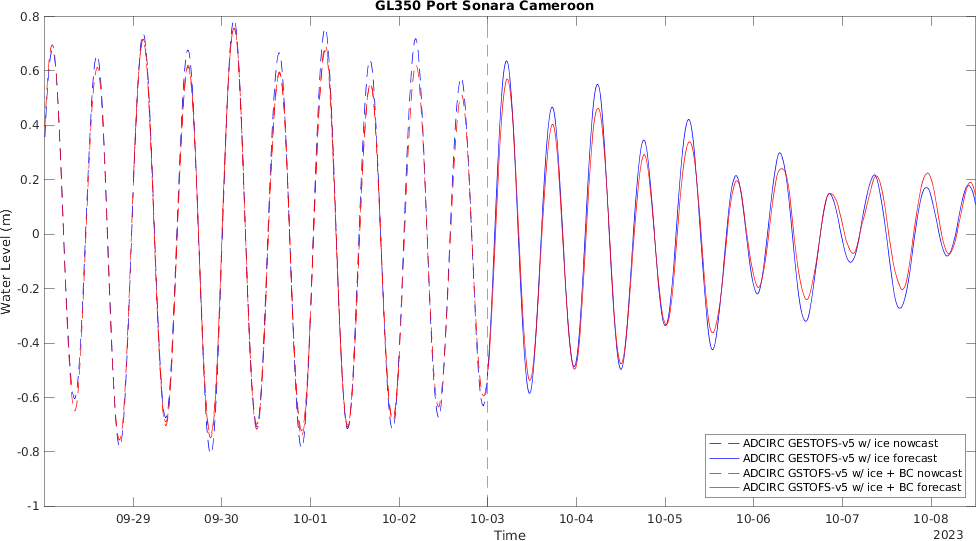 GL350 Port Sonara Cameroon
0.8
0.6
0.4
0.2
0
-0.2
-0.4
-0.6
-0.8
-1
Water Level (m)
ADCIRC GESTOFS-v5 w/ ice nowcast
ADCIRC GESTOFS-v5 w/ ice forecast
ADCIRC GSTOFS-v5 w/ ice + BC nowcast
ADCIRC GSTOFS-v5 w/ ice + BC forecast
09-29 09-30 10-01 10-02 10-03 10-04 10-05 10-06 10-07 10-08
Time
2023